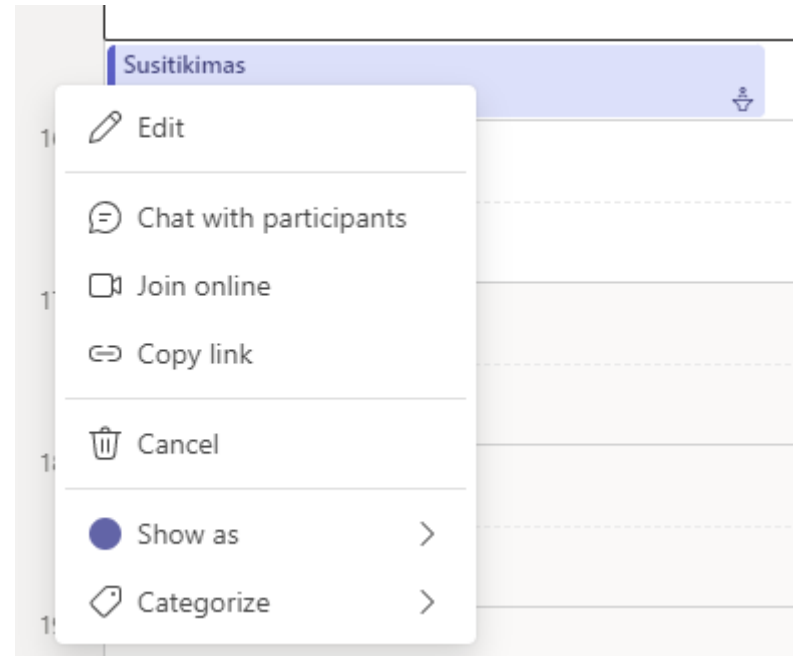 Susitikimas
Edit
Chat with participants
Join online
Copy link
Cancel
Show as
Categorize